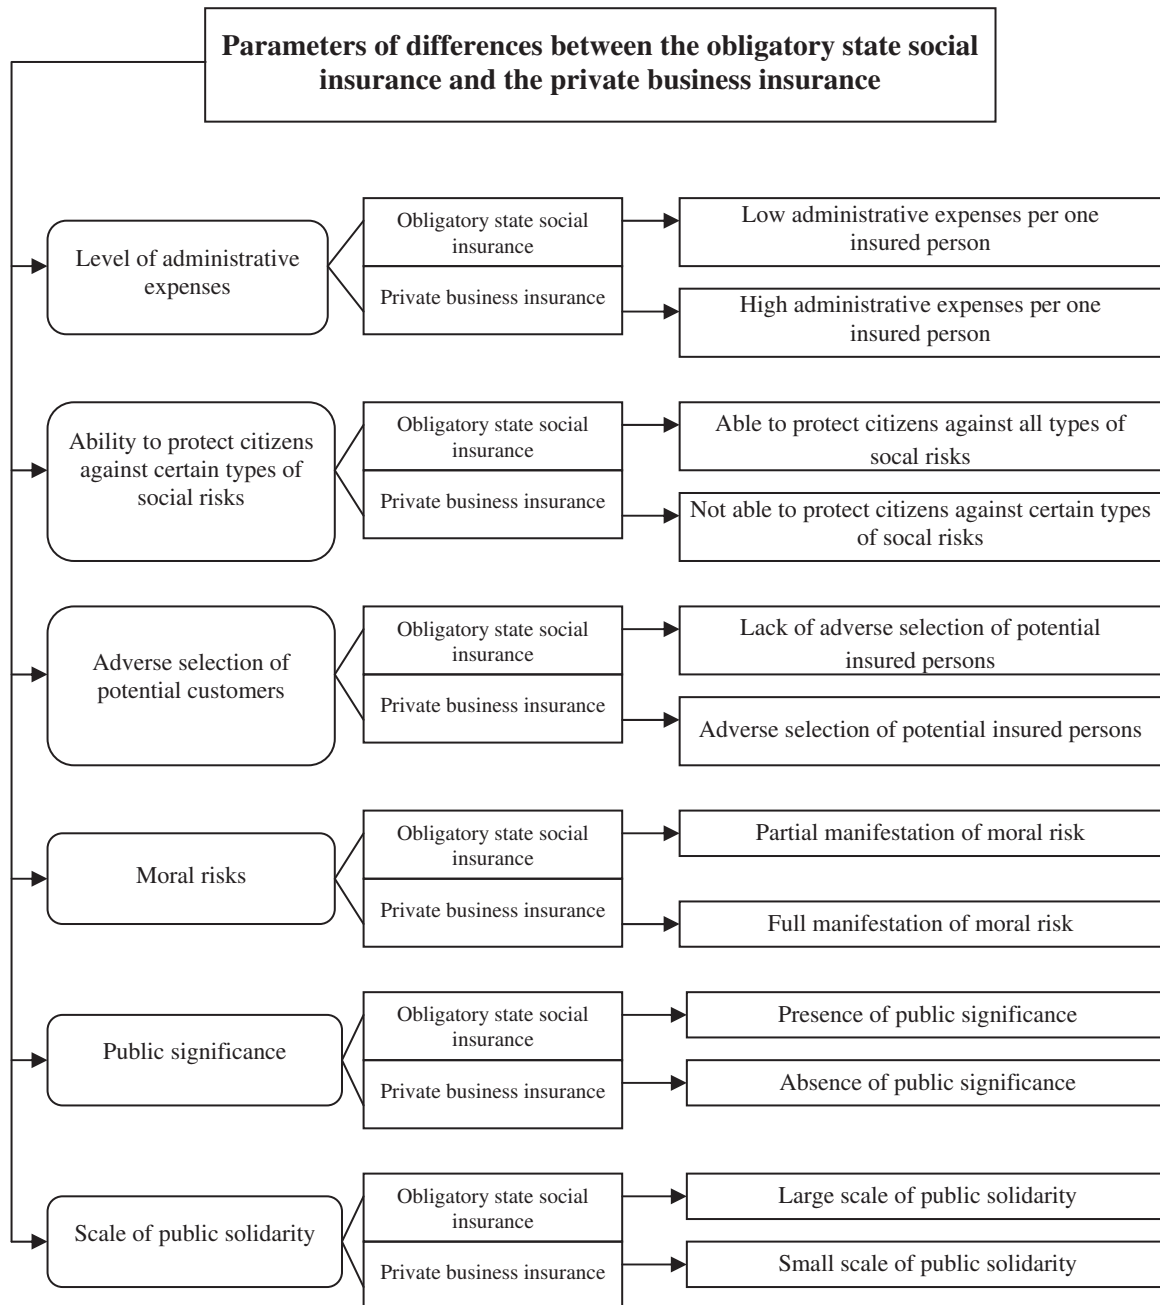 Parameters of differences between the obligatory state social
insurance and the private business insurance
Level of administrative
expenses
Obligatory state social
insurance
Private business insurance
Low administrative expenses per one
insured person
High administrative expenses per one
insured person
Ability to protect citizens
against certain types of
social risks
Obligatory state social
insurance
Private business insurance
Able to protect citizens against all types of
socal risks
Not able to protect citizens against certain types
of socal risks
Adverse selection of
potential customers
Obligatory state social
insurance
Private business insurance
Lack of adverse selection of potential
insured persons
Adverse selection of potential insured persons
Moral risks
Obligatory state social
insurance
Private business insurance
Partial manifestation of moral risk
Full manifestation of moral risk
Public significance
Obligatory state social
insurance
Private business insurance
Presence of public significance
Absence of public significance
Scale of public solidarity
Obligatory state social
insurance
Private business insurance
Large scale of public solidarity
Small scale of public solidarity